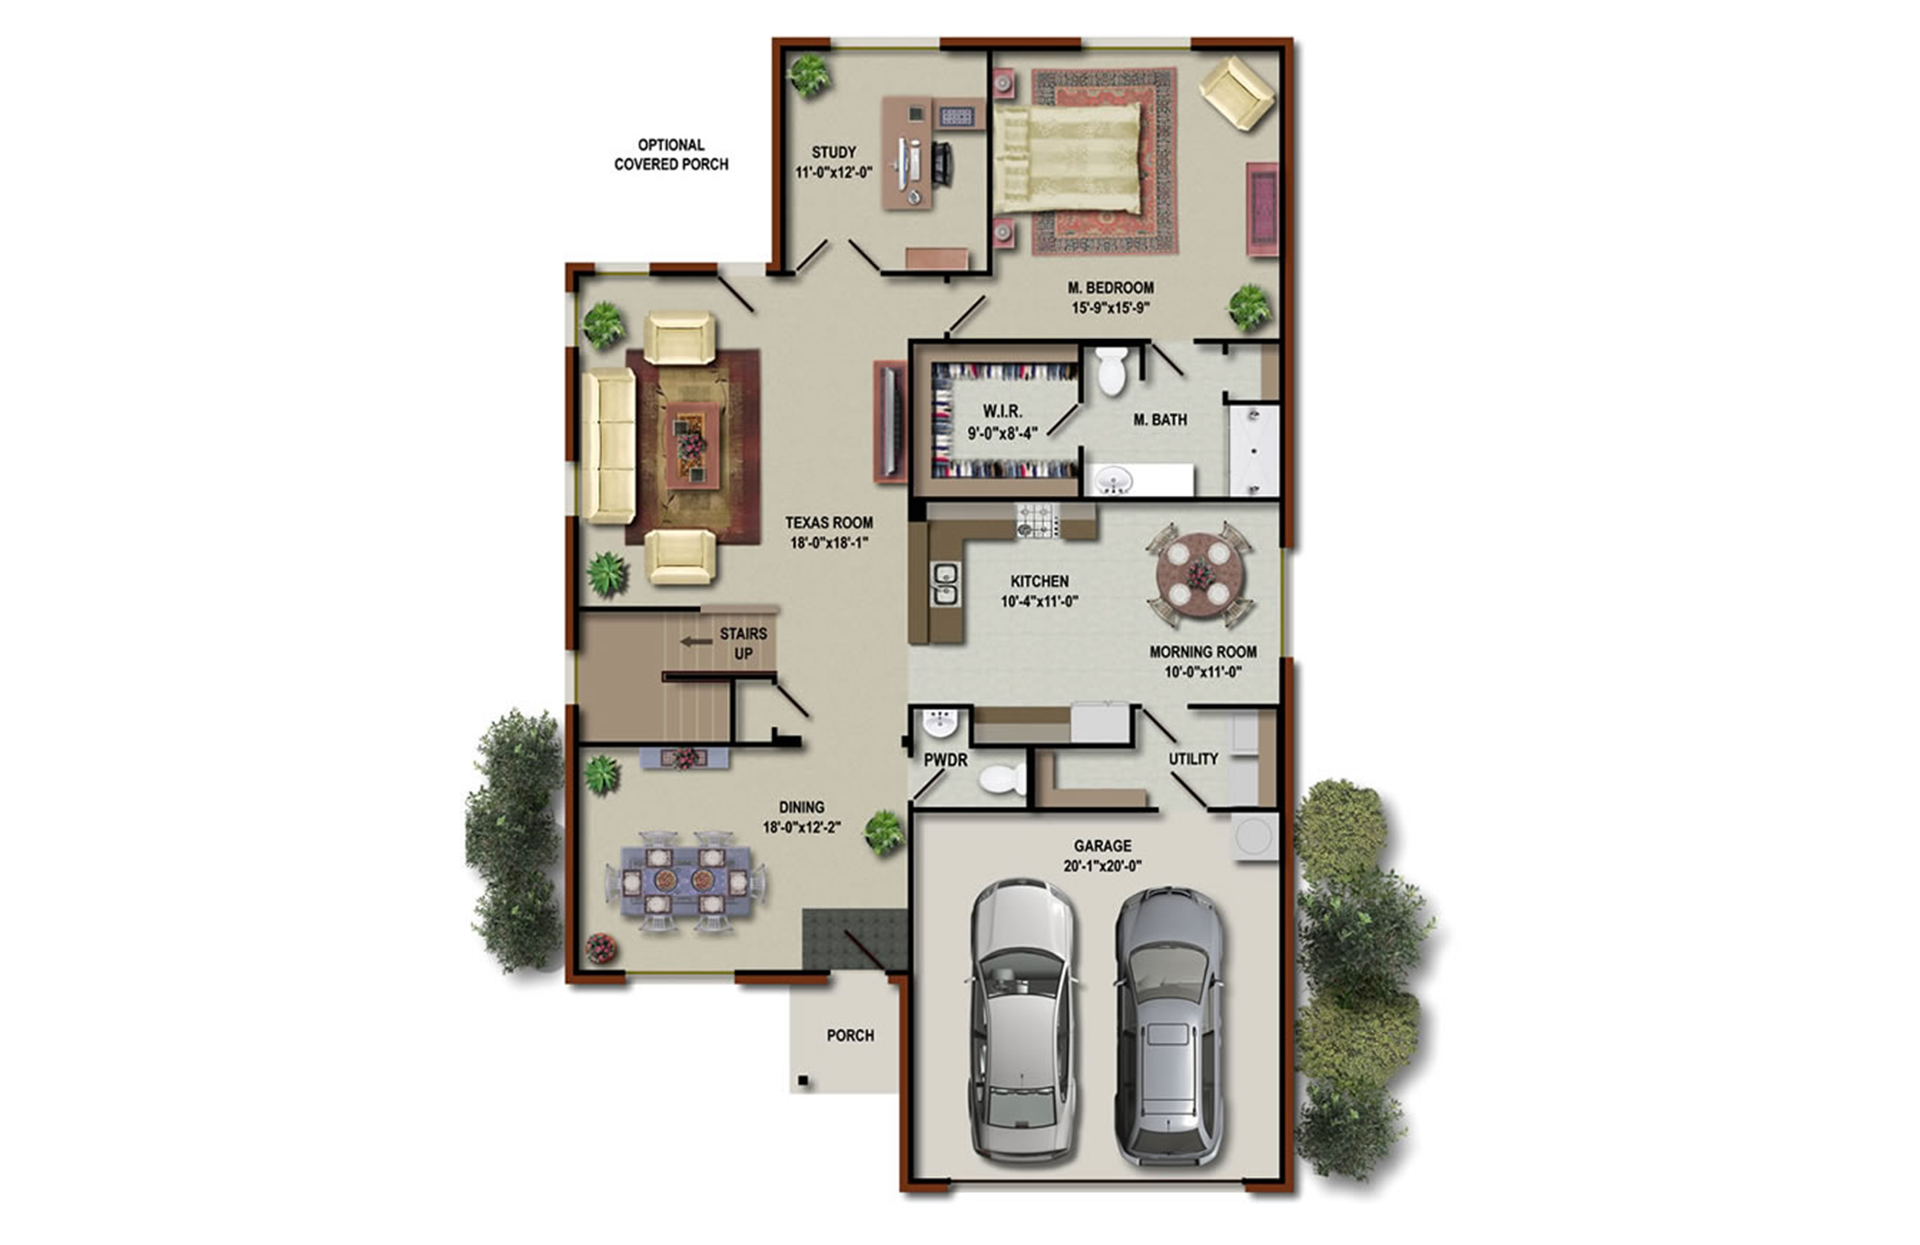 OPTIONAL
COVERED PORCH
STUDY
11'-0"x12'-0"
M. BEDROOM
15'-9"x15'-9"
W.I.R.
9'-0"x8'-4"
M. BATH
TEXAS ROOM
18'-0"x18'-1"
KITCHEN
10'-4"x11'-0"
STAIRS
UP
MORNING ROOM
10'-0"x11'-0"
PWDR
UTILITY
DINING
18'-0"x12'-2"
GARAGE
20'-1"x20'-0"
PORCH